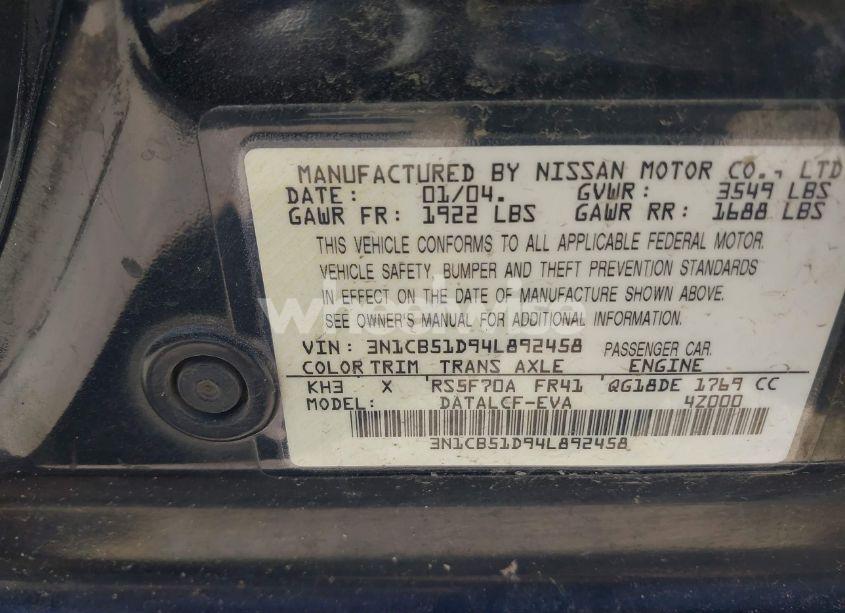 MANUFACTURED BY NISSAN MOTOR CO., LTD
DATE: 01/04. GVWR: 3549 LBS
GAWR FR: 1922 LBS GAWR RR: 1688 LBS
THIS VEHICLE CONFORMS TO ALL APPLICABLE FEDERAL MOTOR
VEHICLE SAFETY, BUMPER AND THEFT PREVENTION STANDARDS
IN EFFECT ON THE DATE OF MANUFACTURE SHOWN ABOVE.
SEE OWNER'S MANUAL FOR ADDITIONAL INFORMATION.
VIN: 3N1CB51D94L892458 PASSENGER CAR
COLOR TRIM TRANS AXLE ENGINE
KH3 X RS5F70A FR41 QG18DE 1769 CC
MODEL: DATALCF-EVA 4Z000
3N1CB51D94L892458